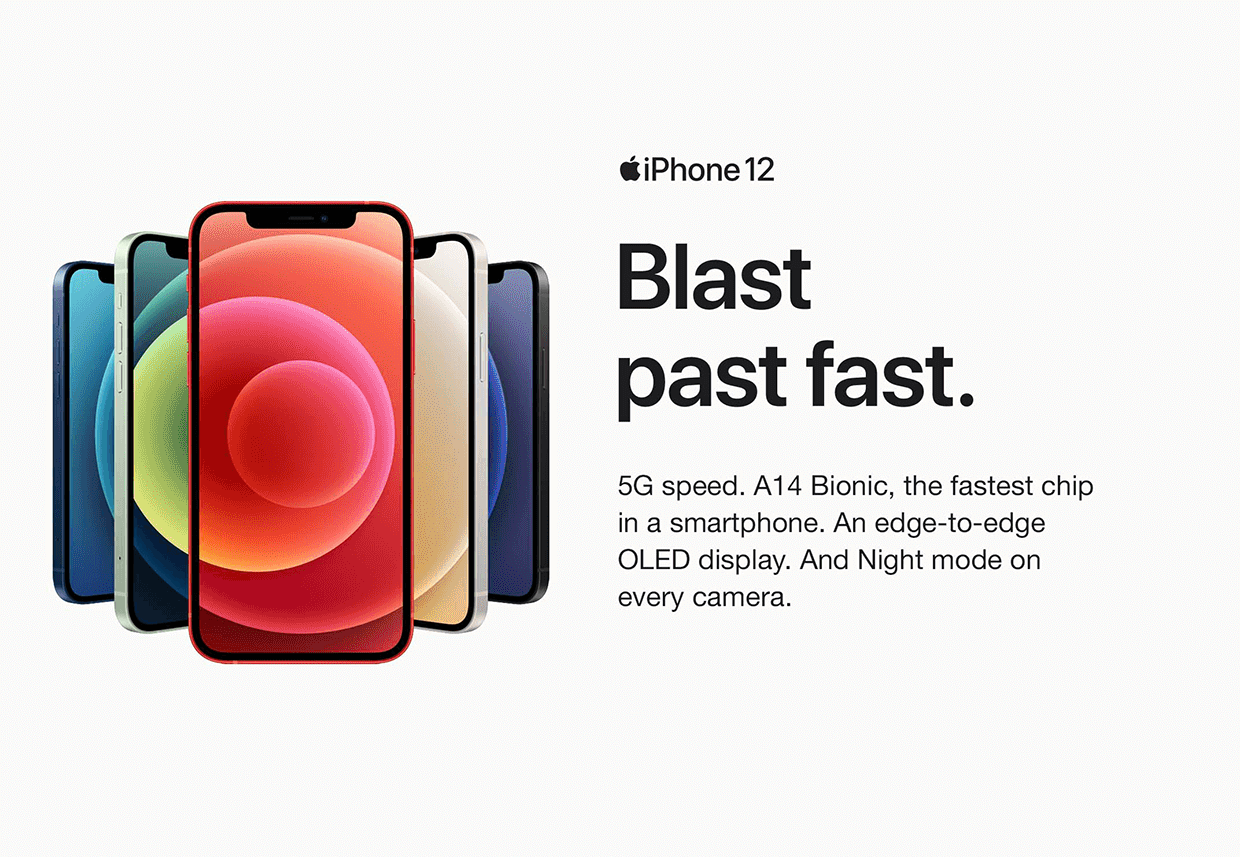 iPhone 12
Blast
past fast.
5G speed. A14 Bionic, the fastest chip
in a smartphone. An edge-to-edge
OLED display. And Night mode on
every camera.